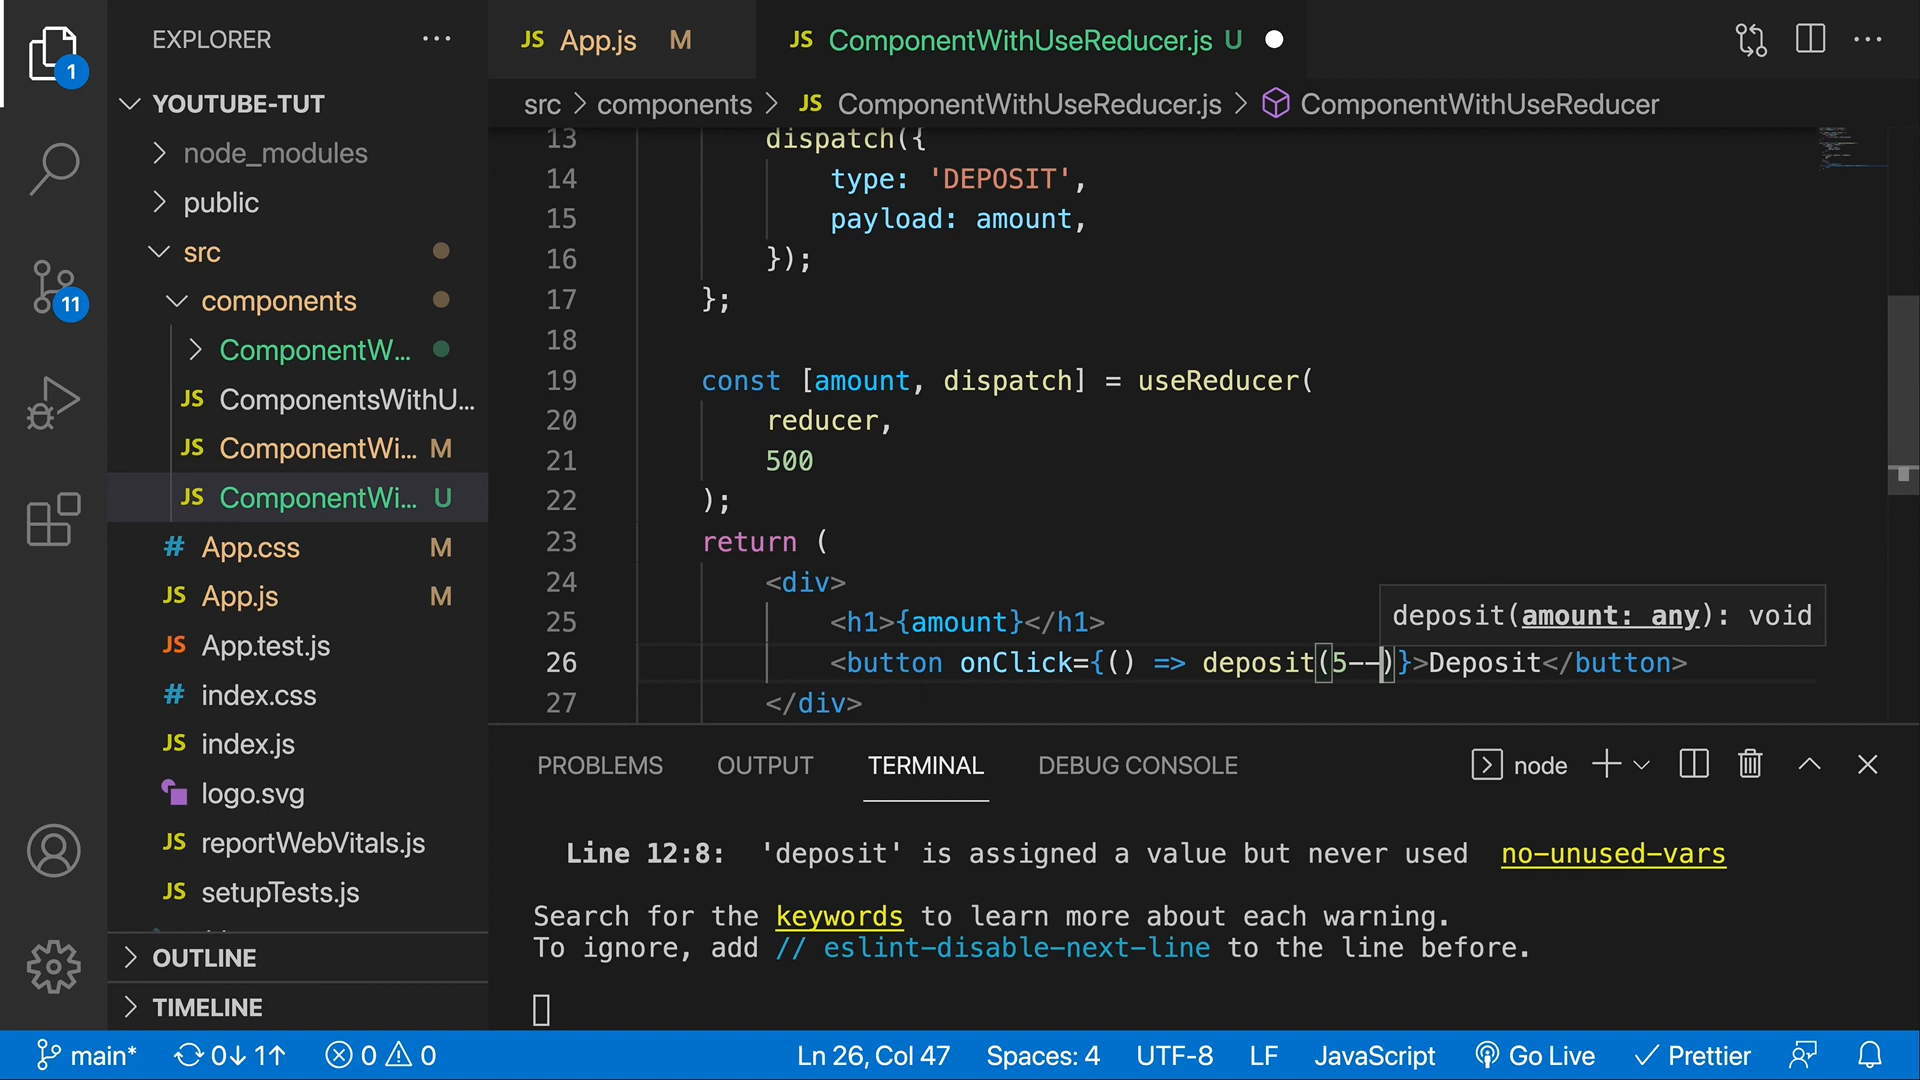 EXPLORER
YOUTUBE-TUT
node_modules
public
src
components
ComponentW...
JS ComponentsWithU...
JS ComponentWi... M
JS ComponentWi... U
# App.css M
JS App.js M
JS App.test.js
# index.css
JS index.js
logo.svg
JS reportWebVitals.js
JS setupTests.js
OUTLINE
TIMELINE
1
11
JS App.js M
JS ComponentWithUseReducer.js U
src > components > JS ComponentWithUseReducer.js > ComponentWithUseReducer
13 dispatch({
14 type: 'DEPOSIT',
15 payload: amount,
16 });
17 };
18
19 const [amount, dispatch] = useReducer(
20 reducer,
21 500
22 );
23 return (
24 <div>
25 <h1>{amount}</h1>
deposit(amount: any): void
26 <button onClick={() => deposit(5--)}>Deposit</button>
27 </div>
PROBLEMS OUTPUT TERMINAL DEBUG CONSOLE node
Line 12:8: 'deposit' is assigned a value but never used no-unused-vars
Search for the keywords to learn more about each warning.
To ignore, add // eslint-disable-next-line to the line before.
main* 0↓ 1↑ 0 0 Ln 26, Col 47 Spaces: 4 UTF-8 LF JavaScript Go Live Prettier